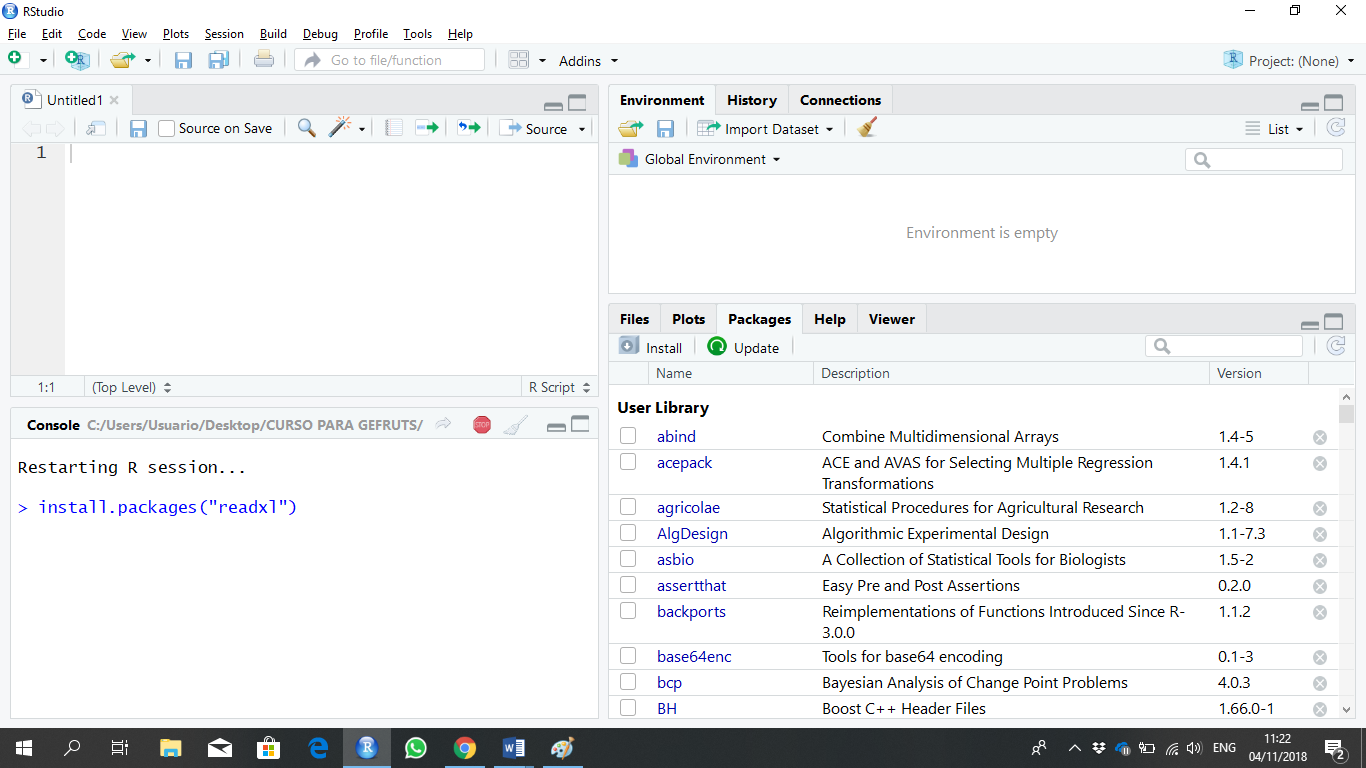 RStudio
File Edit Code View Plots Session Build Debug Profile Tools Help
Go to file/function Addins Project: (None)
Untitled1
Source on Save Source
1
1:1 (Top Level) R Script
Console C:/Users/Usuario/Desktop/CURSO PARA GEFRUTS/ STOP
Restarting R session...
> install.packages("readxl")
Environment History Connections
Import Dataset List
Global Environment
Environment is empty
Files Plots Packages Help Viewer
Install Update
Name Description Version
User Library
abind Combine Multidimensional Arrays 1.4-5
acepack ACE and AVAS for Selecting Multiple Regression 1.4.1
Transformations
agricolae Statistical Procedures for Agricultural Research 1.2-8
AlgDesign Algorithmic Experimental Design 1.1-7.3
asbio A Collection of Statistical Tools for Biologists 1.5-2
assertthat Easy Pre and Post Assertions 0.2.0
backports Reimplementations of Functions Introduced Since R- 1.1.2
3.0.0
base64enc Tools for base64 encoding 0.1-3
bcp Bayesian Analysis of Change Point Problems 4.0.3
BH Boost C++ Header Files 1.66.0-1
ENG 11:22
04/11/2018 2